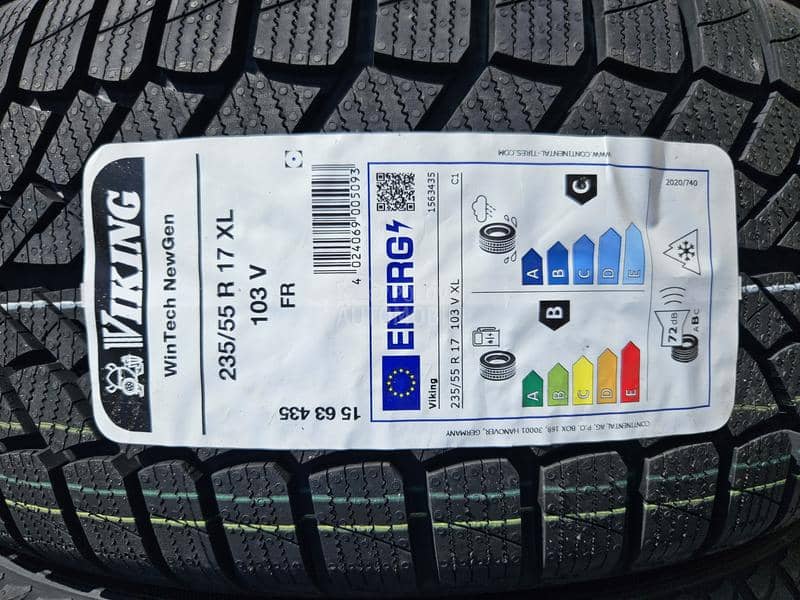 VIKING
WinTech NewGen
235/55 R 17 XL
103 V
FR
15 63 435
4 024069 005093
ENERG
Viking
1563435
235/55 R 17 103 V XL
C1
C
A
B
C
D
E
B
A
B
C
D
E
72 dB
ABC
2020/740
WWW.CONTINENTAL-TIRES.COM
CONTINENTAL AG, P.O. BOX 169, 30001 HANOVER, GERMANY